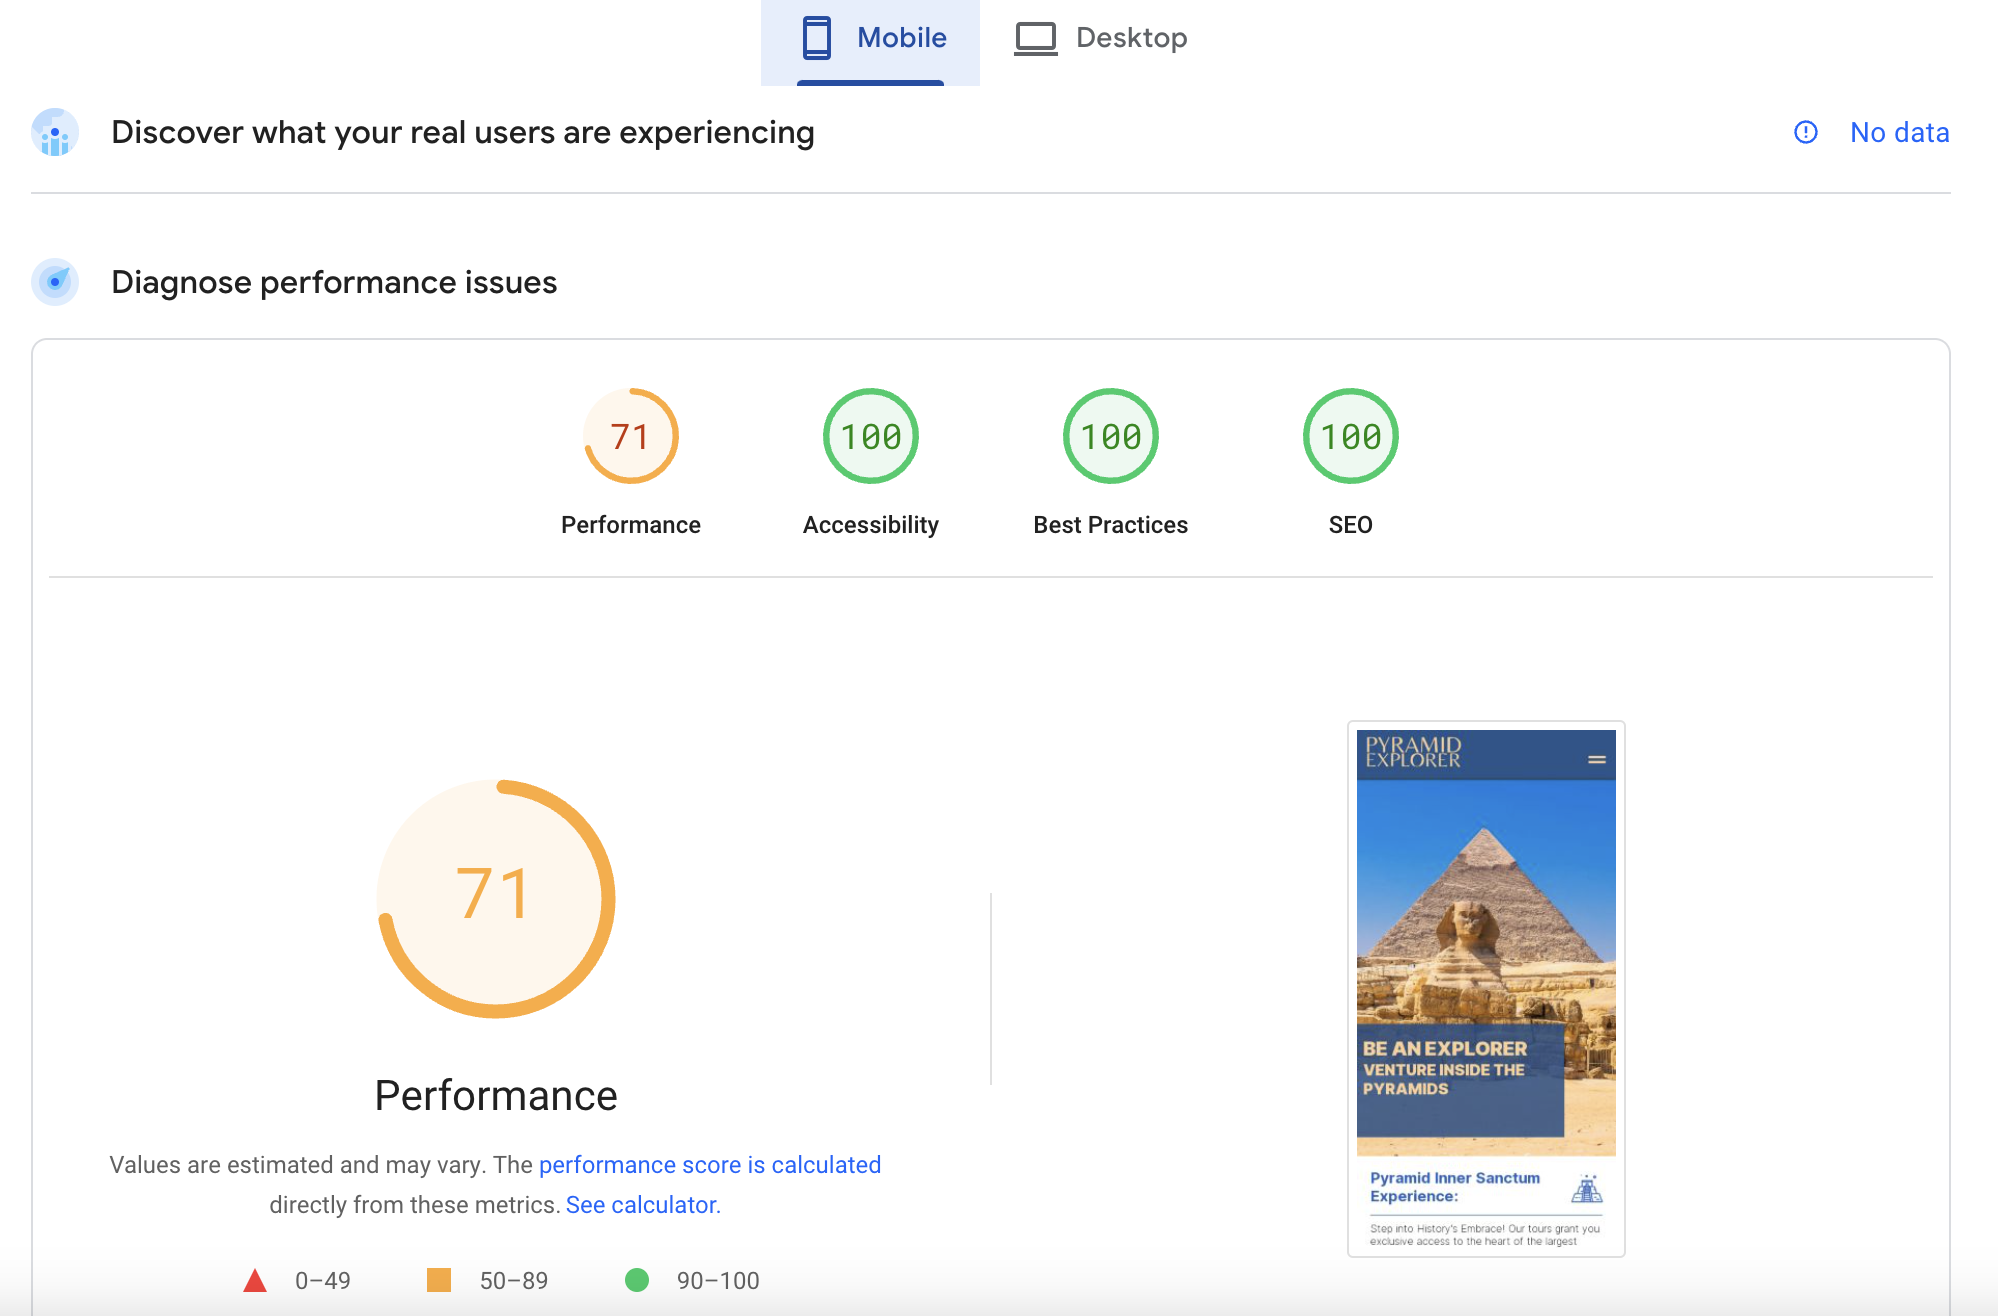 Mobile
Desktop
Discover what your real users are experiencing
No data
Diagnose performance issues
71
100
100
100
Performance
Accessibility
Best Practices
SEO
71
Performance
Values are estimated and may vary. The performance score is calculated
directly from these metrics. See calculator.
0–49
50–89
90–100
PYRAMID
EXPLORER
BE AN EXPLORER
VENTURE INSIDE THE
PYRAMIDS
Pyramid Inner Sanctum
Experience:
Step into History's Embrace! Our tours grant you
exclusive access to the heart of the largest